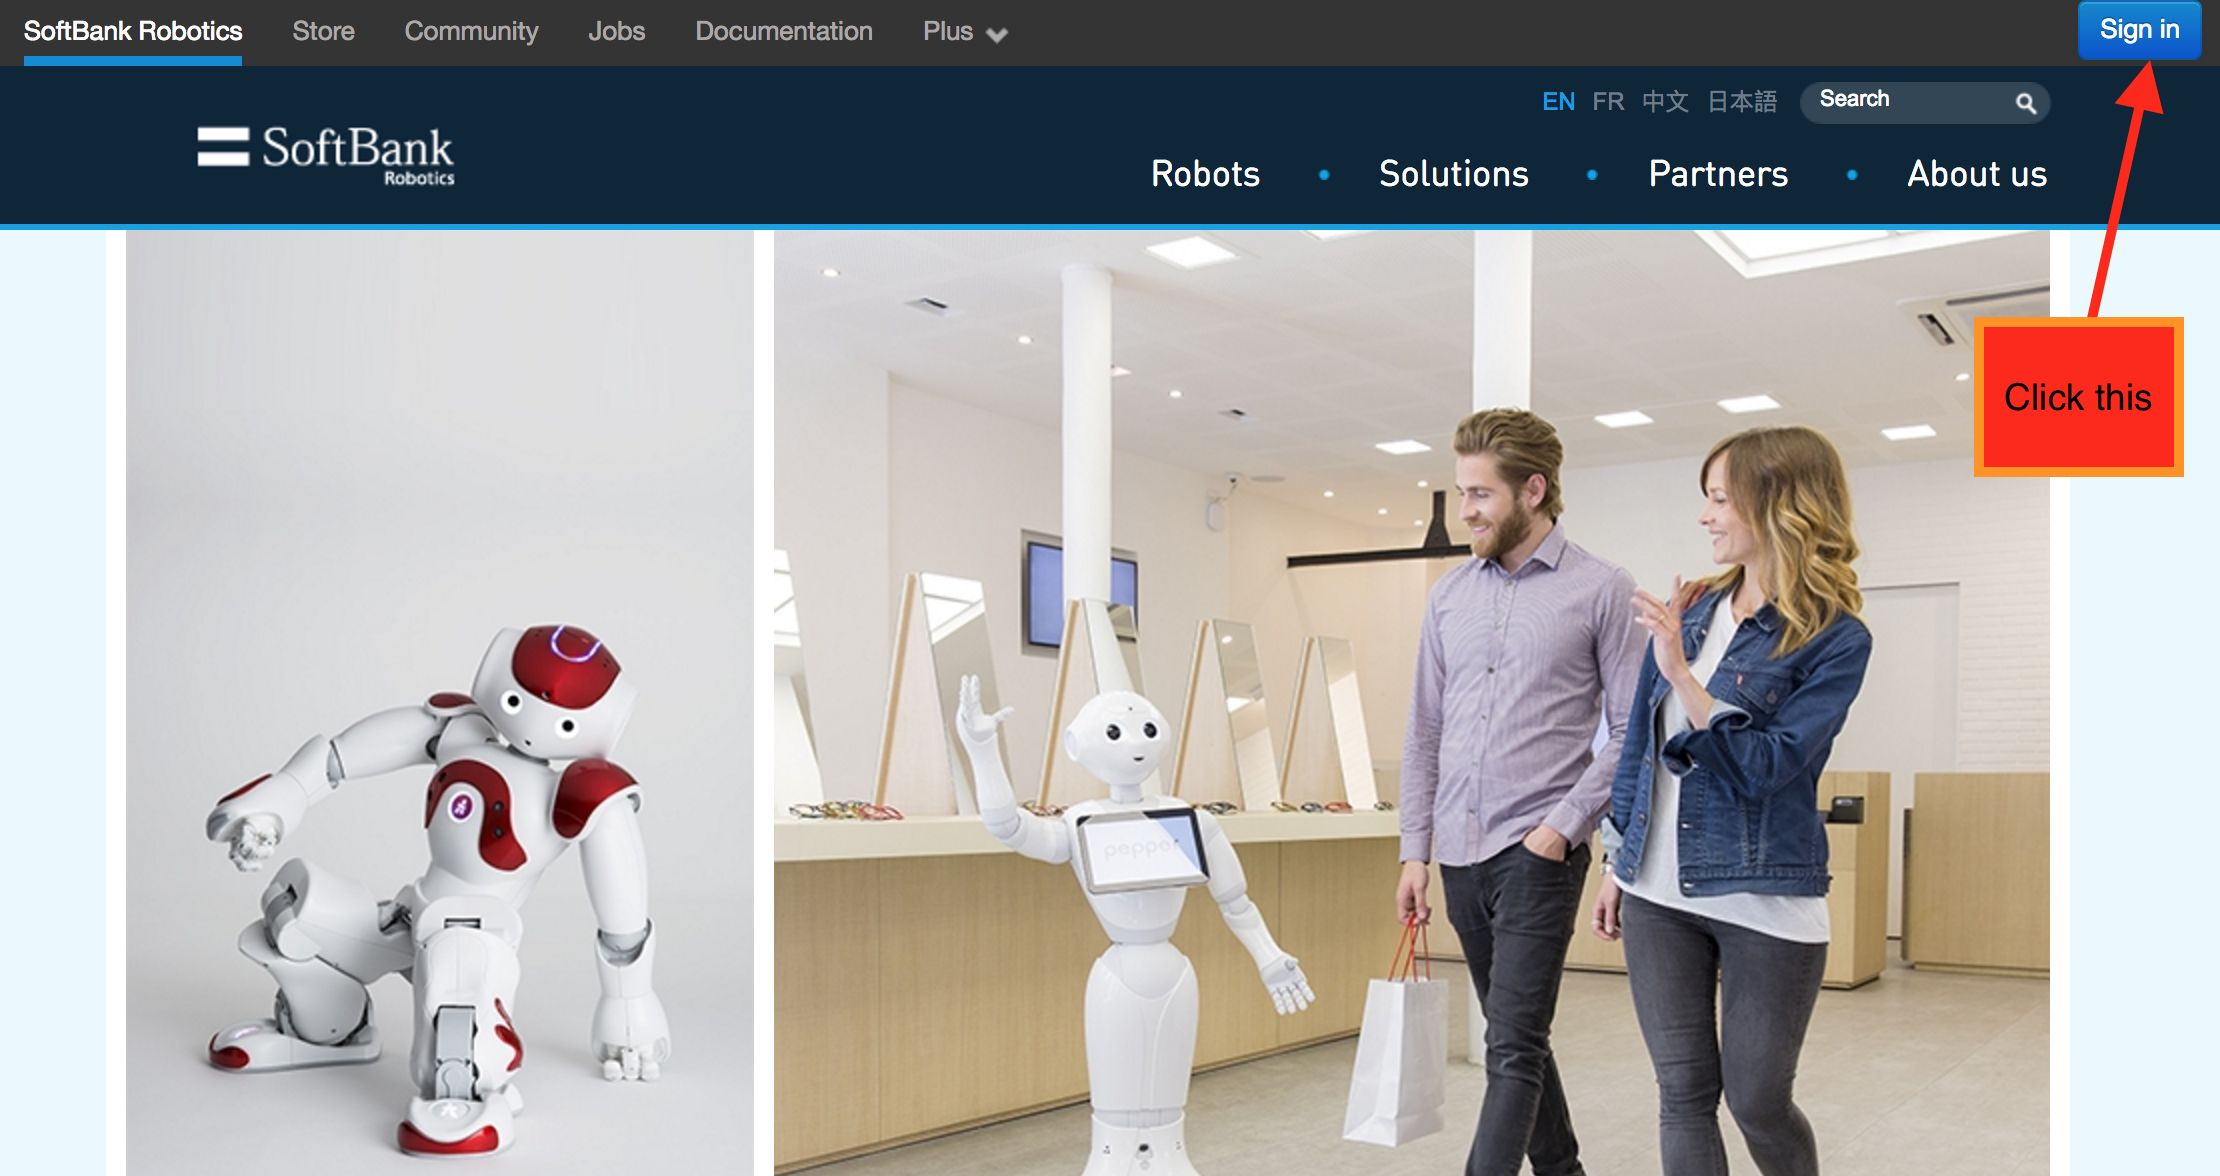 SoftBank Robotics Store Community Jobs Documentation Plus Sign in
EN FR 中文 日本語 Search
SoftBank
Robotics
Robots • Solutions • Partners • About us
Click this
pepper